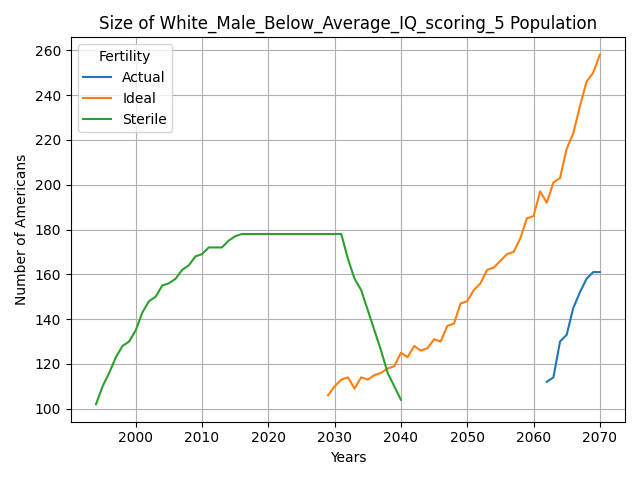 Size of White_Male_Below_Average_IQ_scoring_5 Population
Fertility
Actual
Ideal
Sterile
Number of Americans
260
240
220
200
180
160
140
120
100
2000 2010 2020 2030 2040 2050 2060 2070
Years